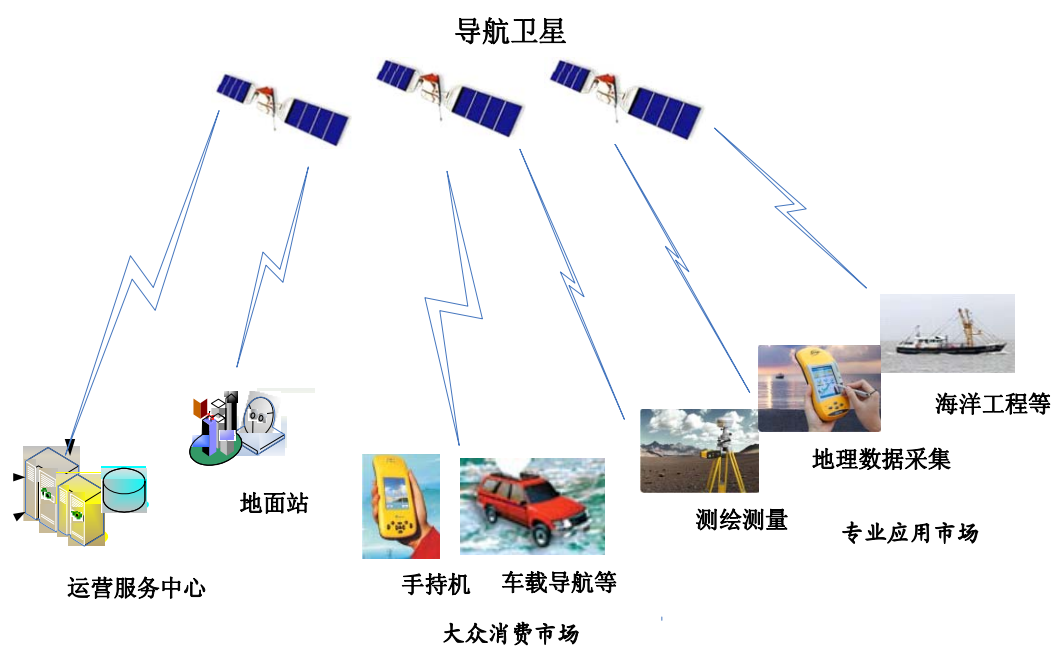 导航卫星
海洋工程等
地理数据采集
地面站
测绘测量
专业应用市场
运营服务中心
手持机
车载导航等
大众消费市场